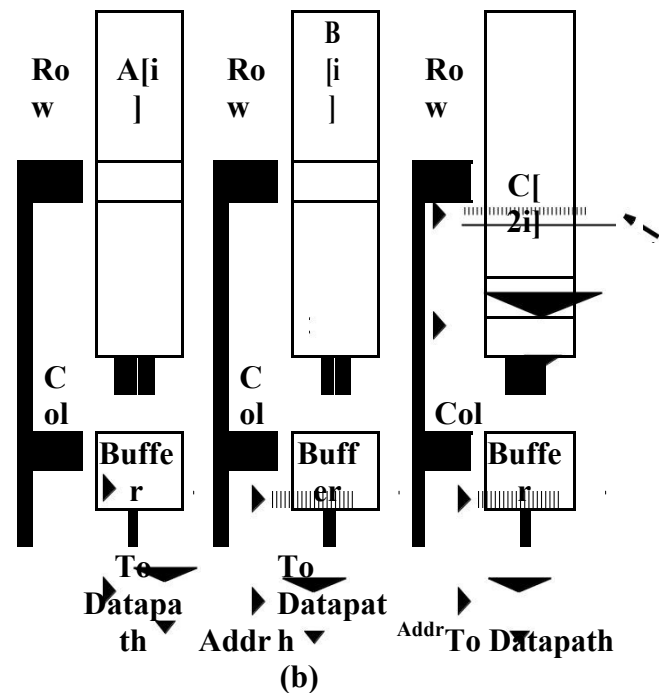 Ro
w
A[i
]
Ro
w
B
[i
]
Ro
w
C[
2i]
C
ol
C
ol
Col
Buffe
r
Buff
er
Buffe
r
To
Datapa
th
Addr
To
Datapat
h
Addr
To Datapath
(b)